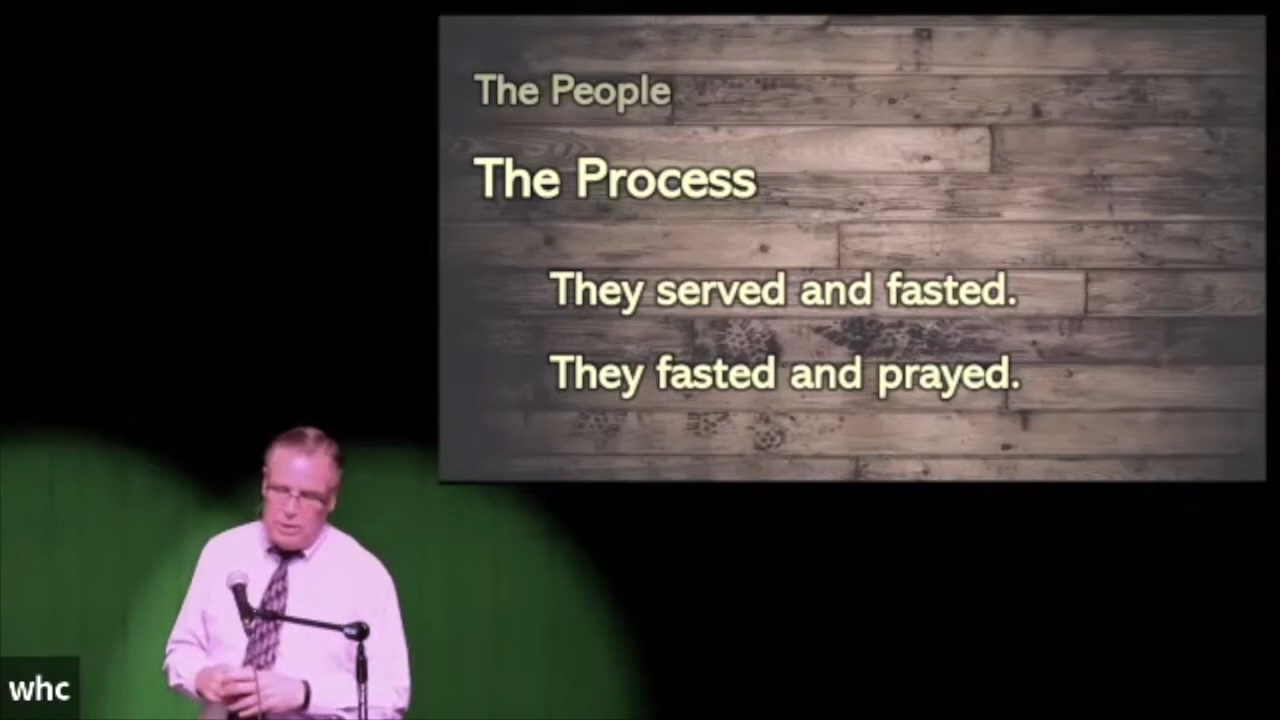 The People
The Process
They served and fasted.
They fasted and prayed.
whc